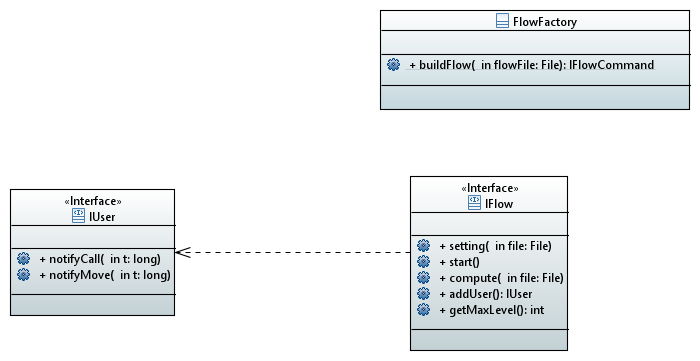 FlowFactory
+ buildFlow( in flowFile: File): IFlowCommand
«Interface»
IUser
+ notifyCall( in t: long)
+ notifyMove( in t: long)
«Interface»
IFlow
+ setting( in file: File)
+ start()
+ compute( in file: File)
+ addUser(): IUser
+ getMaxLevel(): int